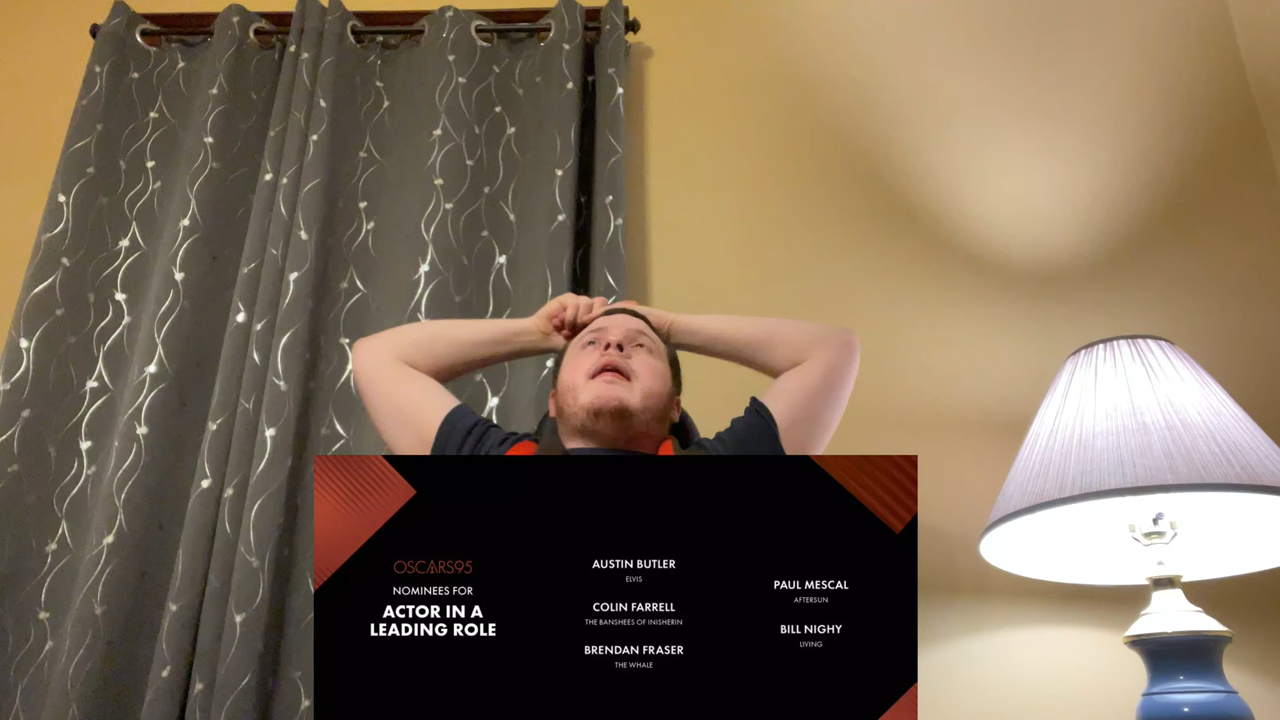 OSCARS95
NOMINEES FOR
ACTOR IN A
LEADING ROLE
AUSTIN BUTLER
ELVIS
COLIN FARRELL
THE BANSHEES OF INISHERIN
BRENDAN FRASER
THE WHALE
PAUL MESCAL
AFTERSUN
BILL NIGHY
LIVING